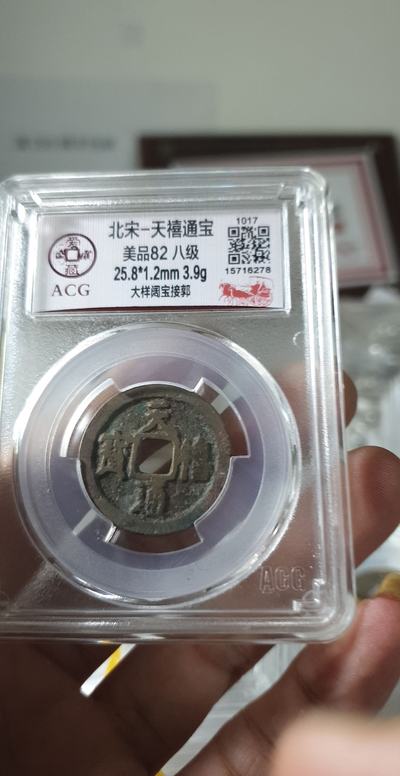 北宋-天禧通宝
美品82 八级
25.8*1.2mm 3.9g
大样阔宝接郭
ACG
1017
15716278
天禧通寳
ACG